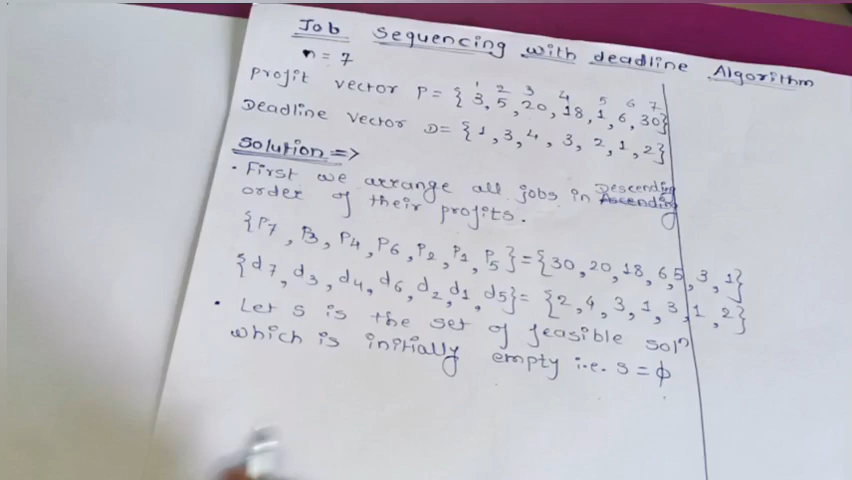 Job Sequencing with deadline Algorithm
n = 7
1 2 3 4 5 6 7
Profit vector P = {3, 5, 20, 18, 1, 6, 30}
Deadline vector D = {1, 3, 4, 3, 2, 1, 2}
Solution =>
• First we arrange all jobs in Descending Ascending
order of their profits.
{P7, P3, P4, P6, P2, P1, P5} = {30, 20, 18, 6, 5, 3, 1}
{d7, d3, d4, d6, d2, d1, d5} = {2, 4, 3, 1, 3, 1, 2}
• Let S is the set of feasible solⁿ
which is initially empty i.e. S = ϕ